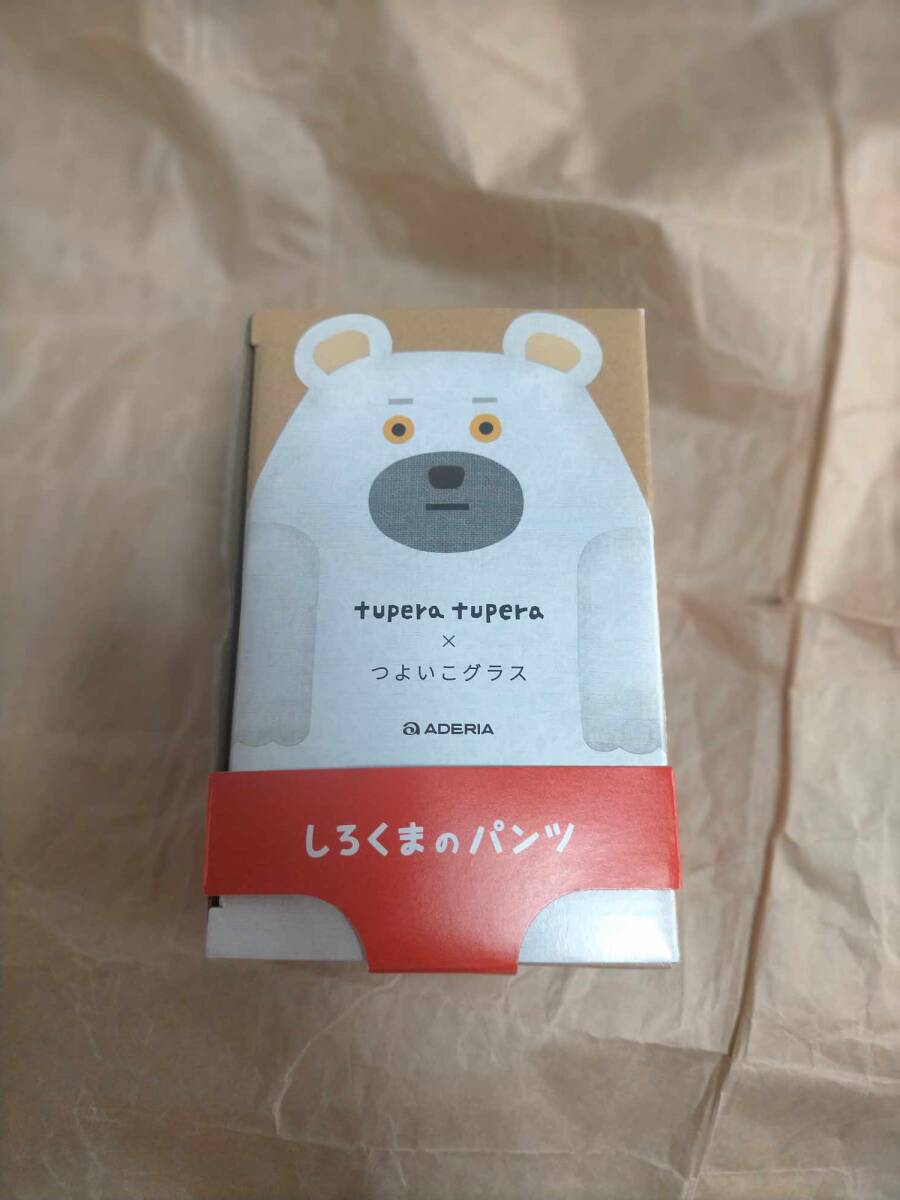 tupera tupera
×
つよいこグラス
ADERIA
しろくまのパンツ